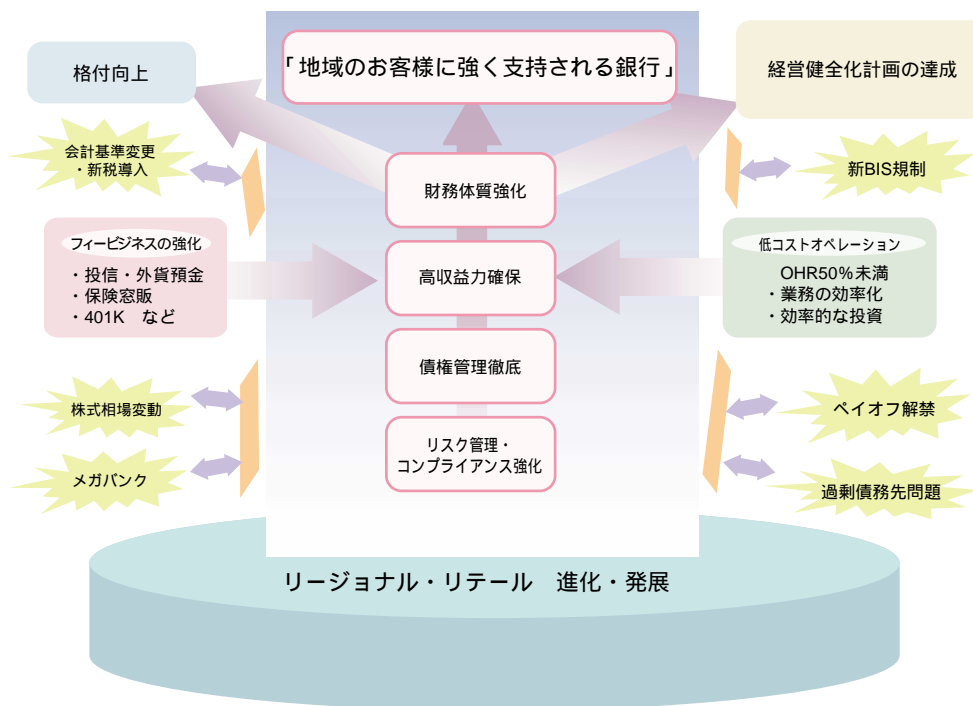 格付向上
「地域のお客様に強く支持される銀行」
経営健全化計画の達成
会計基準変更
・新税導入
財務体質強化
新BIS規制
フィービジネスの強化
・投信・外貨預金
・保険窓販
・401K など
高収益力確保
低コストオペレーション
OHR50％未満
・業務の効率化
・効率的な投資
債権管理徹底
株式相場変動
ペイオフ解禁
リスク管理・
コンプライアンス強化
メガバンク
過剰債務先問題
リージョナル・リテール 進化・発展